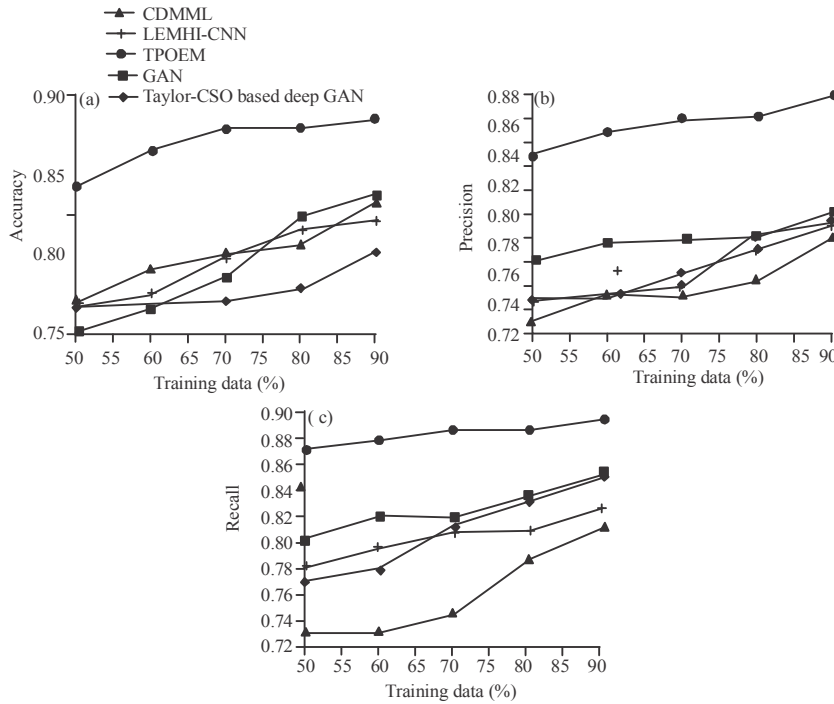 CDMML
LEMHI-CNN
TPOEM
GAN
Taylor-CSO based deep GAN
(a)
0.90
0.85
0.80
0.75
Accuracy
50 55 60 65 70 75 80 85 90
Training data (%)
(b)
0.88
0.86
0.84
0.80
0.78
0.76
0.74
0.72
Precision
50 55 60 65 70 75 80 85 90
Training data (%)
( c)
0.90
0.88
0.86
0.84
0.82
0.80
0.78
0.76
0.74
0.72
Recall
50 55 60 65 70 75 80 85 90
Training data (%)